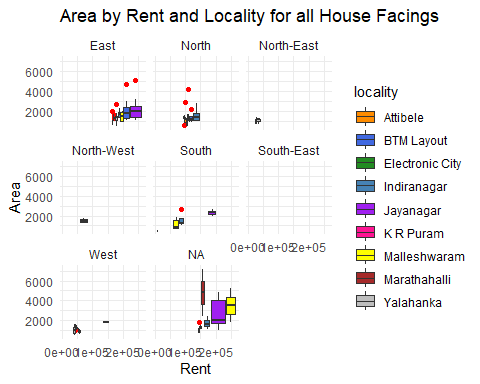 Area by Rent and Locality for all House Facings
East North North-East
6000
4000
2000
North-West South South-East
6000
4000
2000
0e+00 1e+05 2e+05
West NA
6000
4000
2000
0e+00 1e+05 2e+05 0e+00 1e+05 2e+05
Area
Rent
locality
Attibele
BTM Layout
Electronic City
Indiranagar
Jayanagar
K R Puram
Malleshwaram
Marathahalli
Yalahanka